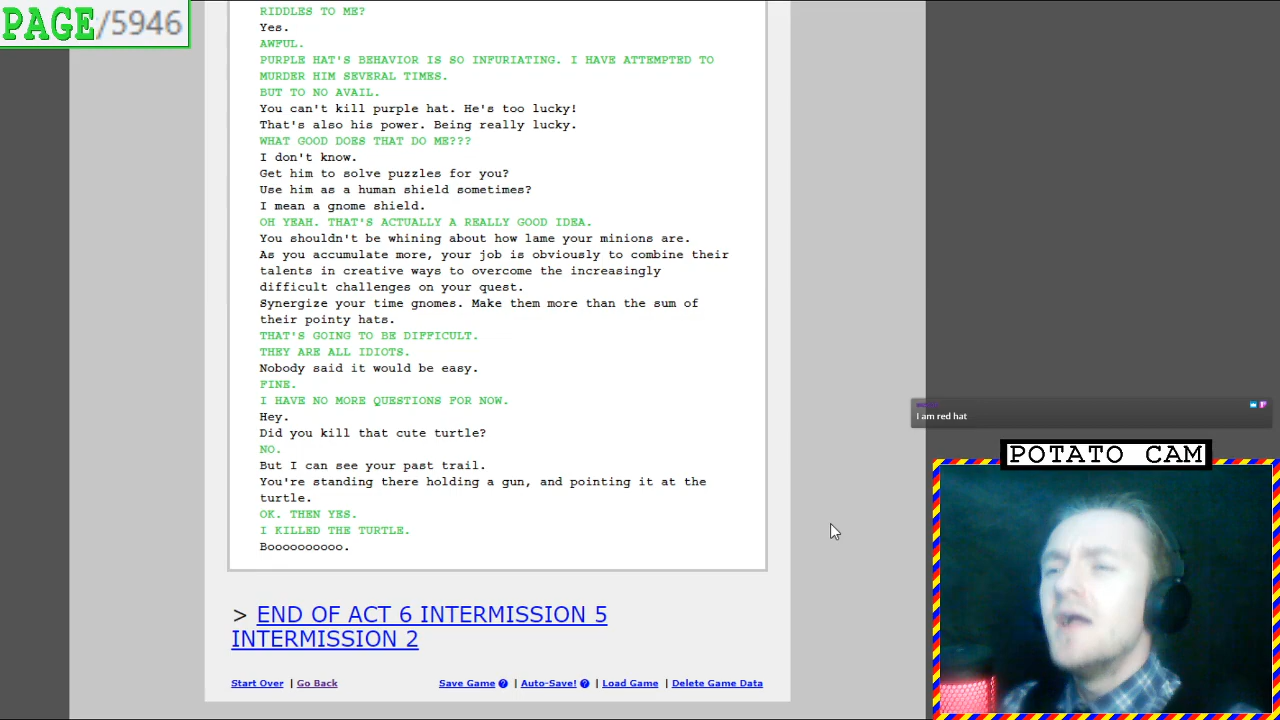 PAGE/5946
RIDDLES TO ME?
Yes.
AWFUL.
PURPLE HAT'S BEHAVIOR IS SO INFURIATING. I HAVE ATTEMPTED TO
MURDER HIM SEVERAL TIMES.
BUT TO NO AVAIL.
You can't kill purple hat. He's too lucky!
That's also his power. Being really lucky.
WHAT GOOD DOES THAT DO ME???
I don't know.
Get him to solve puzzles for you?
Use him as a human shield sometimes?
I mean a gnome shield.
OH YEAH. THAT'S ACTUALLY A REALLY GOOD IDEA.
You shouldn't be whining about how lame your minions are.
As you accumulate more, your job is obviously to combine their
talents in creative ways to overcome the increasingly
difficult challenges on your quest.
Synergize your time gnomes. Make them more than the sum of
their pointy hats.
THAT'S GOING TO BE DIFFICULT.
THEY ARE ALL IDIOTS.
Nobody said it would be easy.
FINE.
I HAVE NO MORE QUESTIONS FOR NOW.
Hey.
Did you kill that cute turtle?
NO.
But I can see your past trail.
You're standing there holding a gun, and pointing it at the
turtle.
OK. THEN YES.
I KILLED THE TURTLE.
Boooooooooo.
> END OF ACT 6 INTERMISSION 5
INTERMISSION 2
Start Over | Go Back Save Game ? | Auto-Save! ? | Load Game | Delete Game Data
I am red hat
POTATO CAM